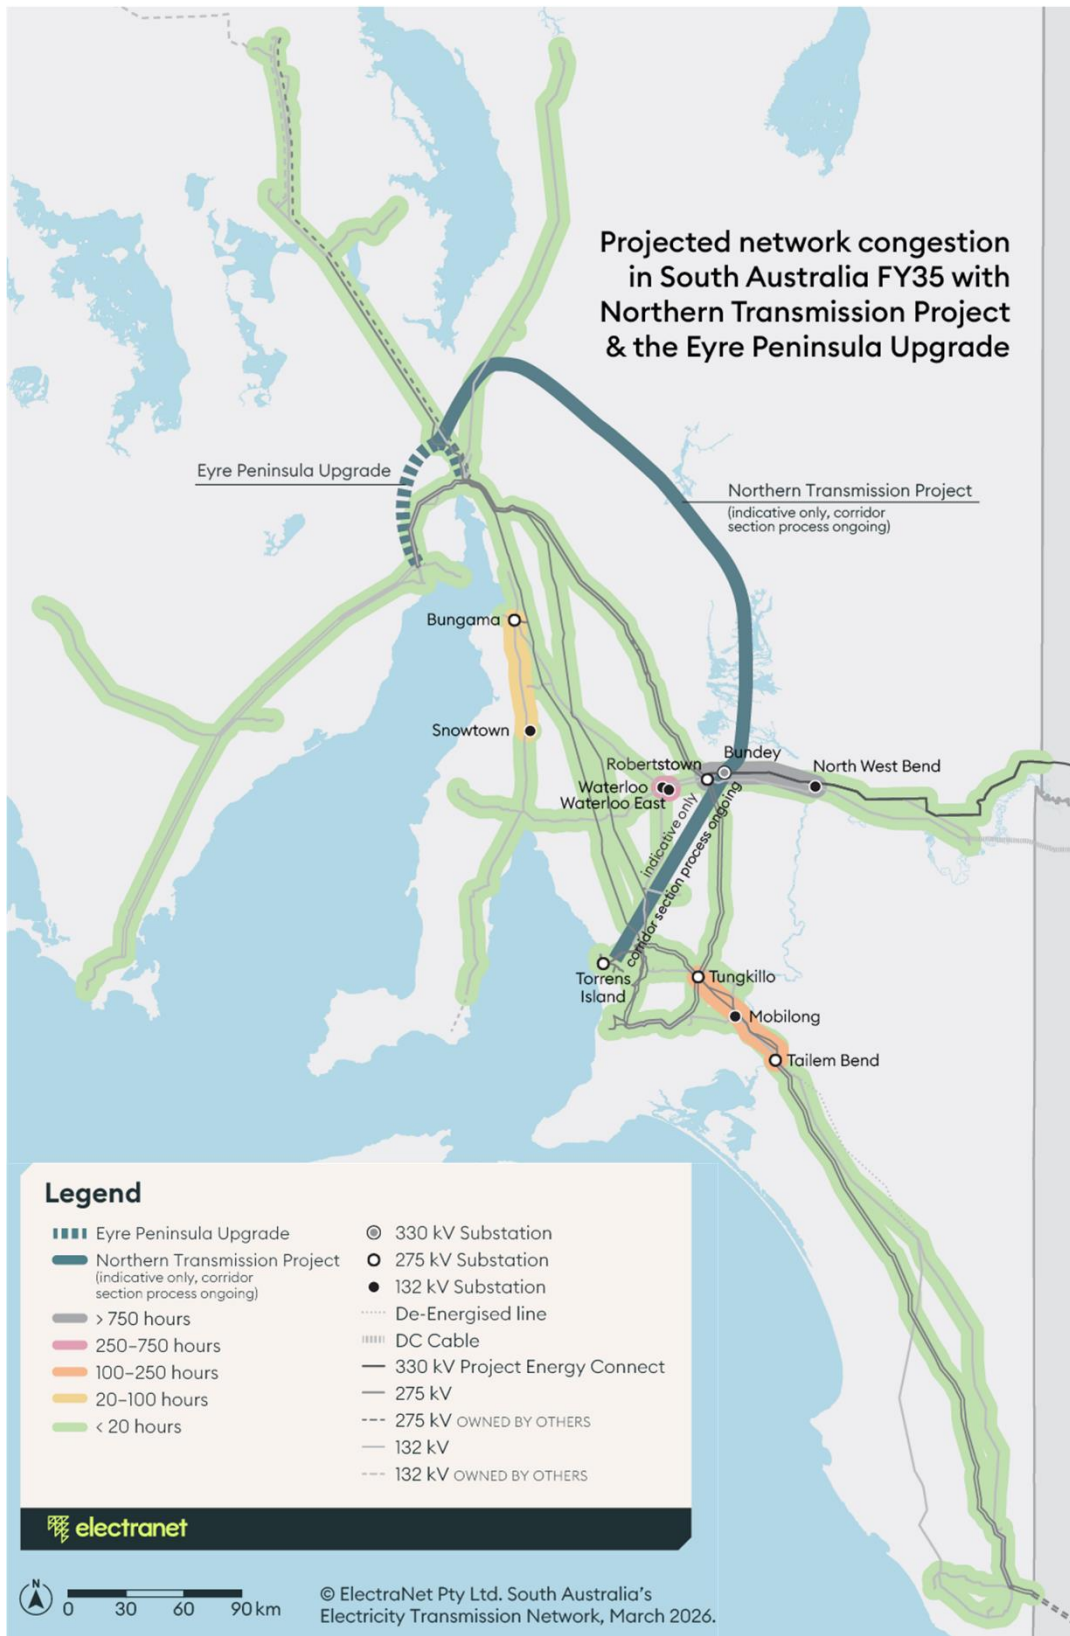 Projected network congestion
in South Australia FY35 with
Northern Transmission Project
& the Eyre Peninsula Upgrade
Eyre Peninsula Upgrade
Northern Transmission Project
(indicative only, corridor
section process ongoing)
Bungama
Snowtown
Bundey
Robertstown
North West Bend
Waterloo
Waterloo East
indicative only
corridor section process ongoing
Torrens
Island
Tungkillo
Mobilong
Tailem Bend
Legend
Eyre Peninsula Upgrade
Northern Transmission Project
(indicative only, corridor
section process ongoing)
> 750 hours
250–750 hours
100–250 hours
20–100 hours
< 20 hours
330 kV Substation
275 kV Substation
132 kV Substation
De-Energised line
DC Cable
330 kV Project Energy Connect
275 kV
275 kV OWNED BY OTHERS
132 kV
132 kV OWNED BY OTHERS
electranet
N
0 30 60 90 km
© ElectraNet Pty Ltd. South Australia's
Electricity Transmission Network, March 2026.